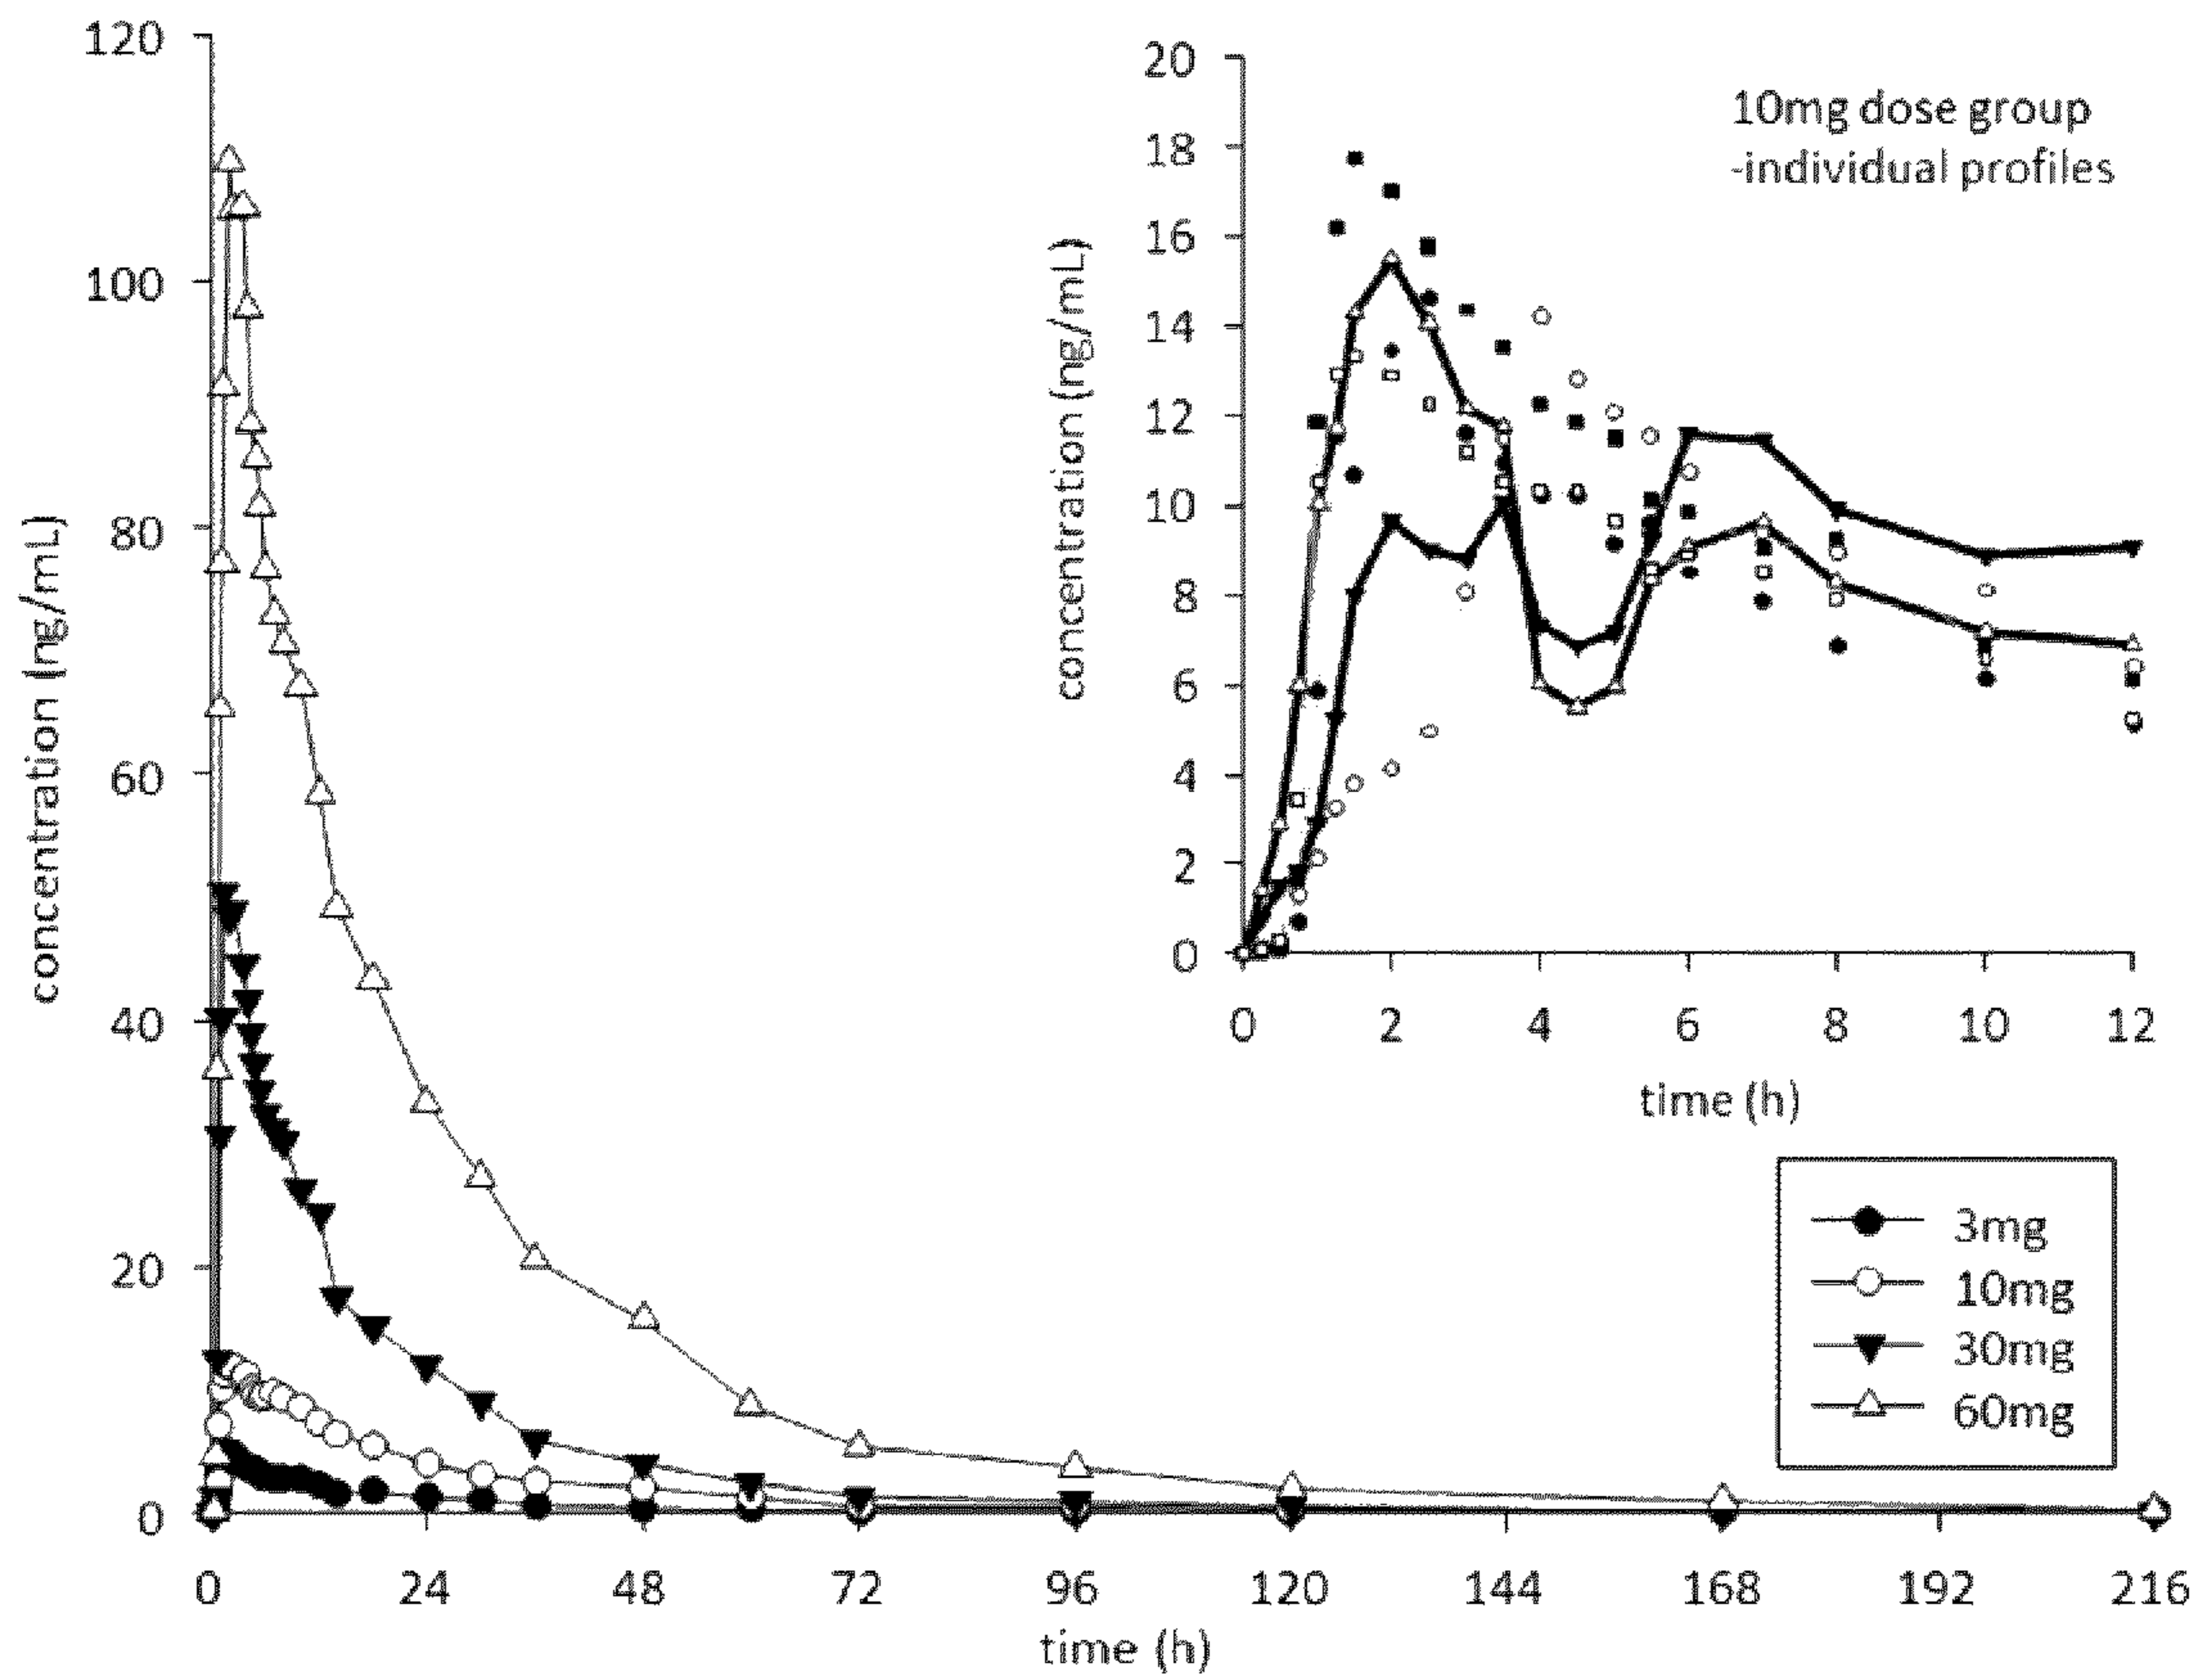 120
100
80
60
40
20
0
concentration (ng/mL)
0 24 48 72 96 120 144 168 192 216
time (h)
20
18
16
14
12
10
8
6
4
2
0
concentration (ng/mL)
0 2 4 6 8 10 12
time (h)
10mg dose group
-individual profiles
3mg
10mg
30mg
60mg